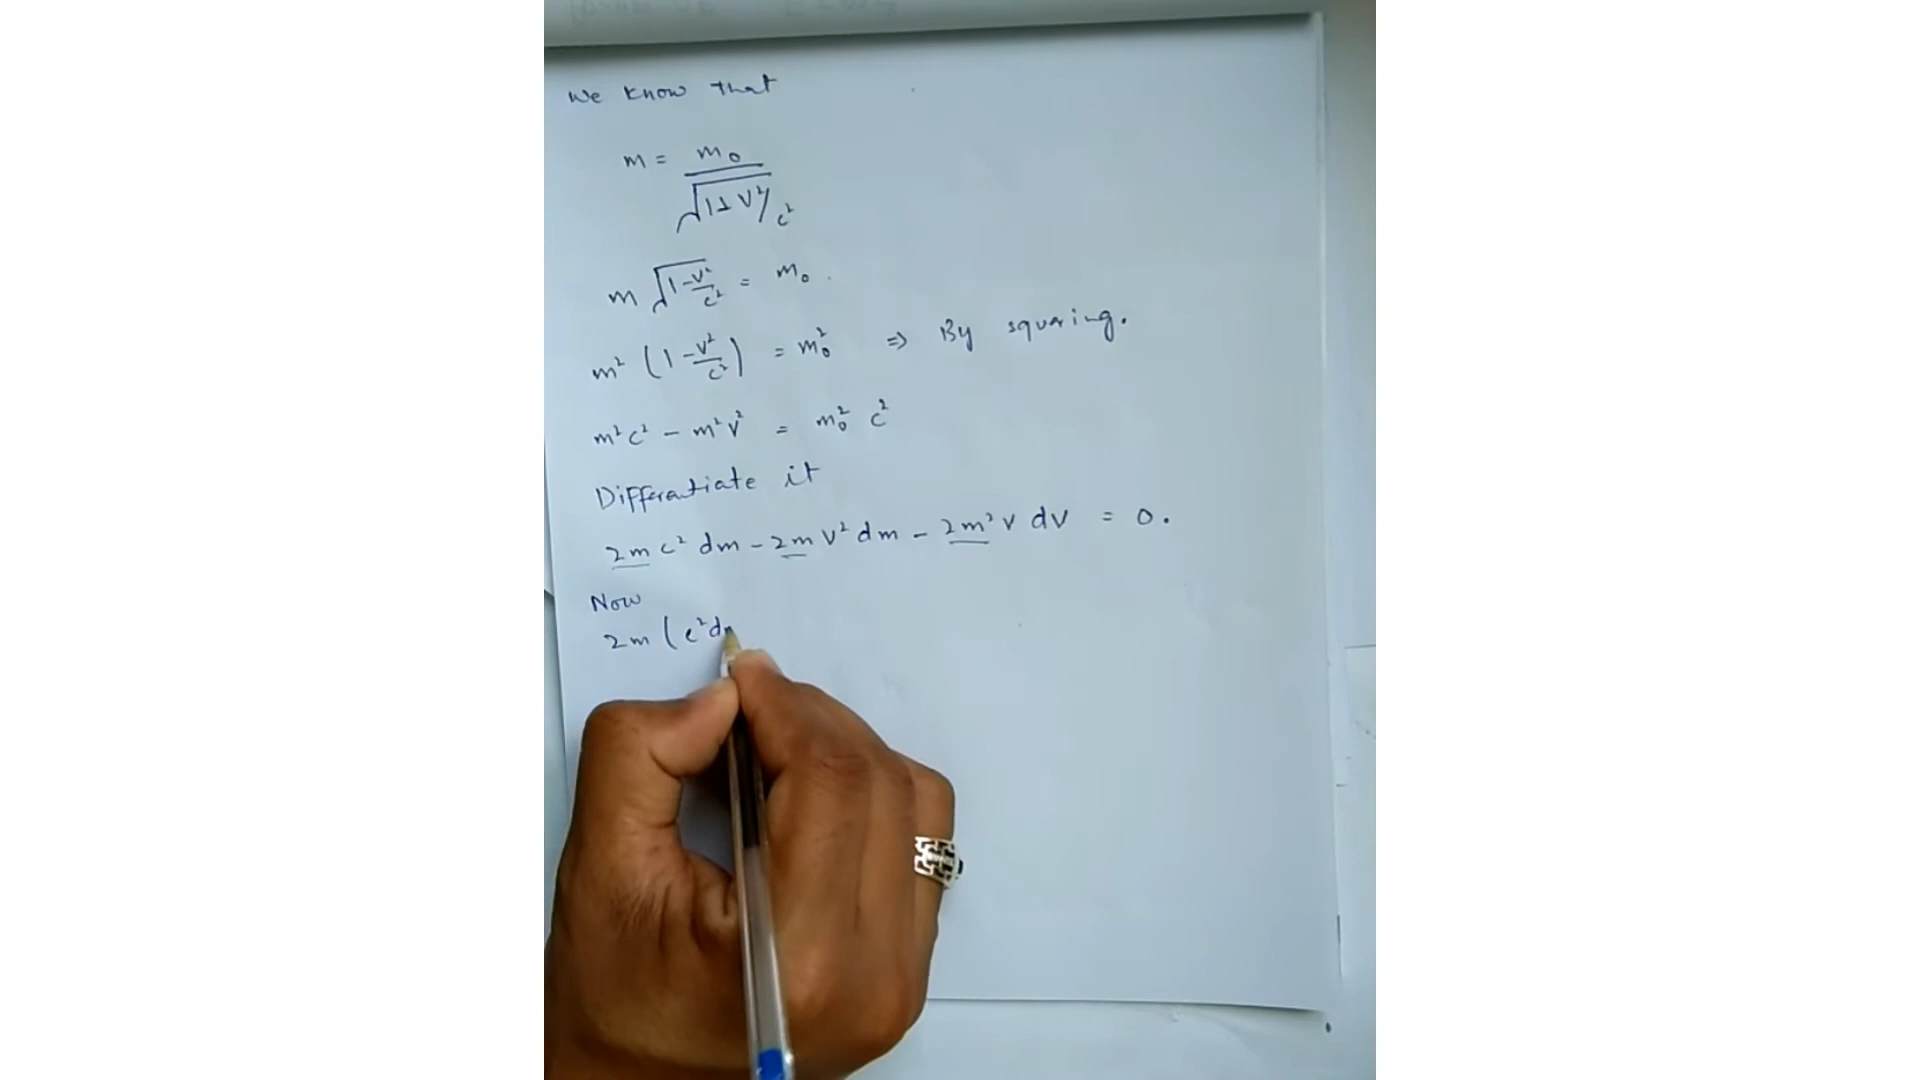 We know that
m = m₀
√1-V²/c²
m √1-V²/c² = m₀.
m² (1-V²/c²) = m₀² ⇒ By squaring.
m²c² - m²V² = m₀² c²
Differentiate it
2mc² dm - 2mV² dm - 2m²V dV = 0.
Now
2m (c²d